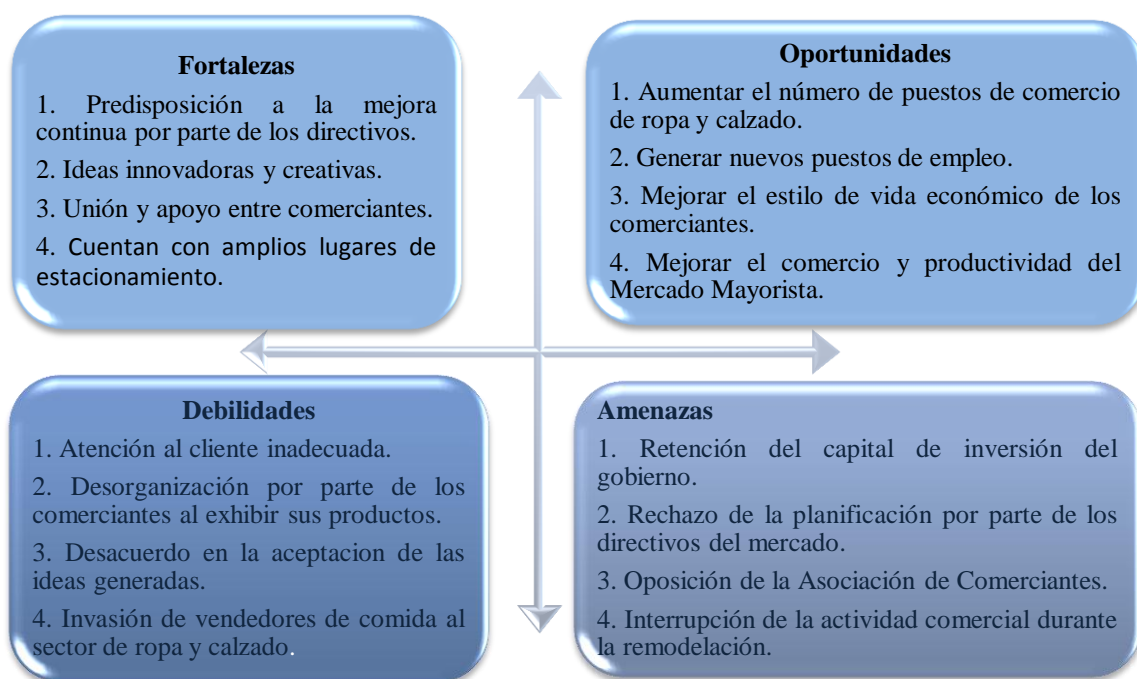 Fortalezas
1. Predisposición a la mejora
continua por parte de los directivos.
2. Ideas innovadoras y creativas.
3. Unión y apoyo entre comerciantes.
4. Cuentan con amplios lugares de
estacionamiento.
Oportunidades
1. Aumentar el número de puestos de comercio
de ropa y calzado.
2. Generar nuevos puestos de empleo.
3. Mejorar el estilo de vida económico de los
comerciantes.
4. Mejorar el comercio y productividad del
Mercado Mayorista.
Debilidades
1. Atención al cliente inadecuada.
2. Desorganización por parte de los
comerciantes al exhibir sus productos.
3. Desacuerdo en la aceptacion de las
ideas generadas.
4. Invasión de vendedores de comida al
sector de ropa y calzado.
Amenazas
1. Retención del capital de inversión del
gobierno.
2. Rechazo de la planificación por parte de los
directivos del mercado.
3. Oposición de la Asociación de Comerciantes.
4. Interrupción de la actividad comercial durante
la remodelación.